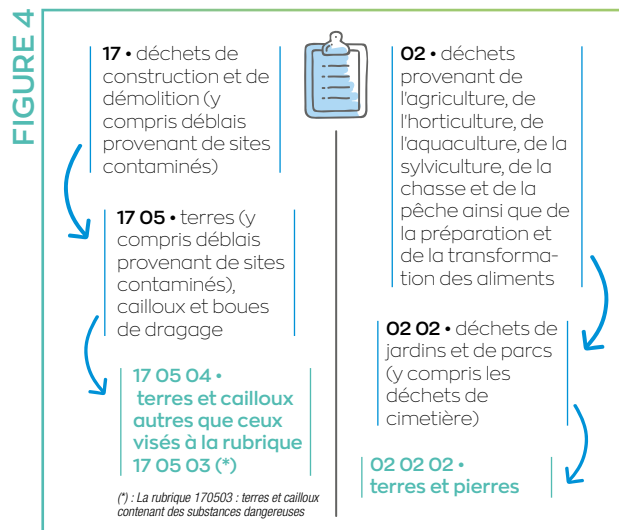 FIGURE 4
17 • déchets de
construction et de
démolition (y
compris déblais
provenant de sites
contaminés)
17 05 • terres (y
compris déblais
provenant de sites
contaminés),
cailloux et boues
de dragage
17 05 04 •
terres et cailloux
autres que ceux
visés à la rubrique
17 05 03 (*)
(*) : La rubrique 170503 : terres et cailloux
contenant des substances dangereuses
02 • déchets
provenant de
l'agriculture, de
l'horticulture, de
l'aquaculture, de la
sylviculture, de la
chasse et de la
pêche ainsi que de
la préparation et
de la transforma-
tion des aliments
02 02 • déchets de
jardins et de parcs
(y compris les
déchets de
cimetière)
02 02 02 •
terres et pierres